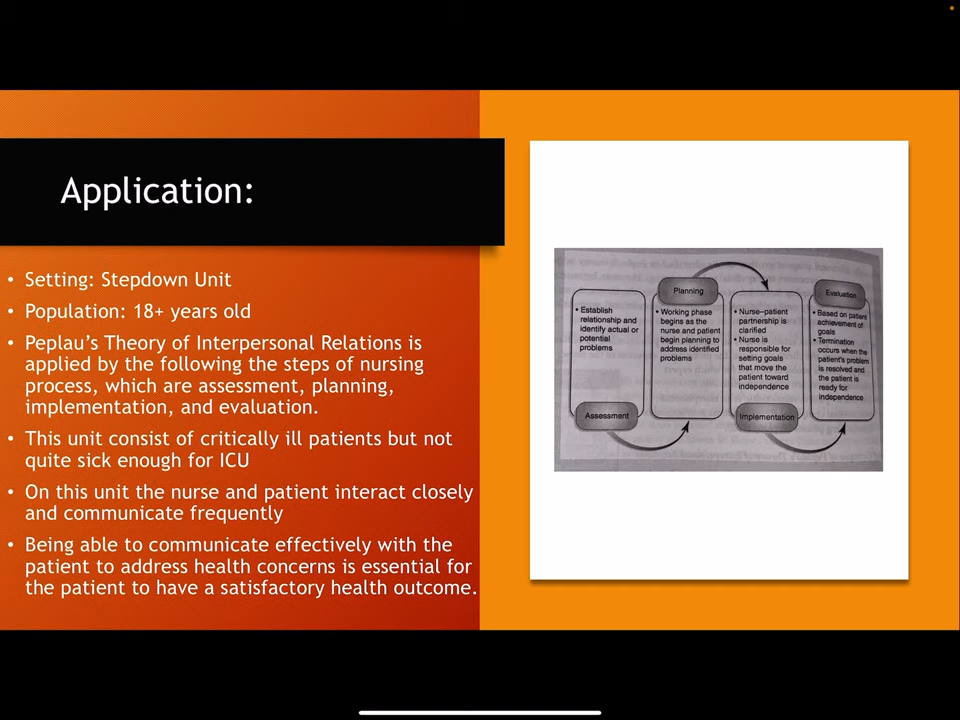 Application:
• Setting: Stepdown Unit
• Population: 18+ years old
• Peplau’s Theory of Interpersonal Relations is
applied by the following the steps of nursing
process, which are assessment, planning,
implementation, and evaluation.
• This unit consist of critically ill patients but not
quite sick enough for ICU
• On this unit the nurse and patient interact closely
and communicate frequently
• Being able to communicate effectively with the
patient to address health concerns is essential for
the patient to have a satisfactory health outcome.
• Establish
relationship and
identify actual or
potential
problems
Assessment
Planning
• Working phase
begins as the
nurse and patient
begin planning to
address identified
problems
• Nurse–patient
partnership is
clarified
• Nurse is
responsible for
setting goals
that move the
patient toward
independence
Implementation
Evaluation
• Based on patient
achievement of
goals
• Termination
occurs when the
patient's problem
is resolved and
the patient is
ready for
independence